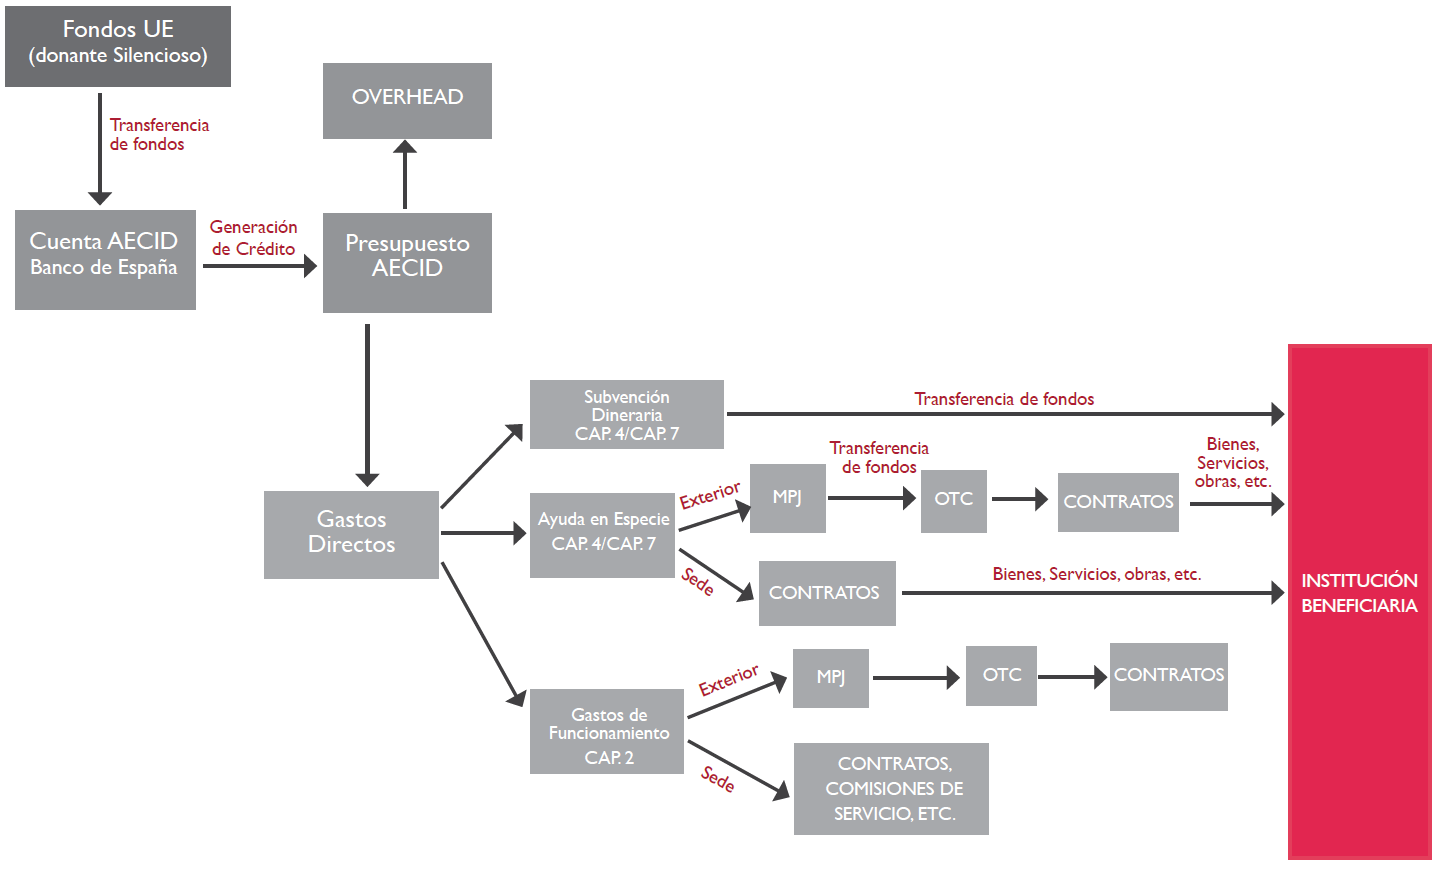 Fondos UE
(donante Silencioso)
OVERHEAD
Transferencia
de fondos
Cuenta AECID
Banco de España
Generación
de Crédito
Presupuesto
AECID
Subvención
Dineraria
CAP. 4/CAP. 7
Transferencia de fondos
Gastos
Directos
Ayuda en Especie
CAP. 4/CAP. 7
Exterior
MPJ
Transferencia
de fondos
OTC
CONTRATOS
Bienes,
Servicios,
obras, etc.
Sede
CONTRATOS
Bienes, Servicios, obras, etc.
INSTITUCIÓN
BENEFICIARIA
Gastos de
Funcionamiento
CAP. 2
Exterior
MPJ
OTC
CONTRATOS
Sede
CONTRATOS,
COMISIONES DE
SERVICIO, ETC.